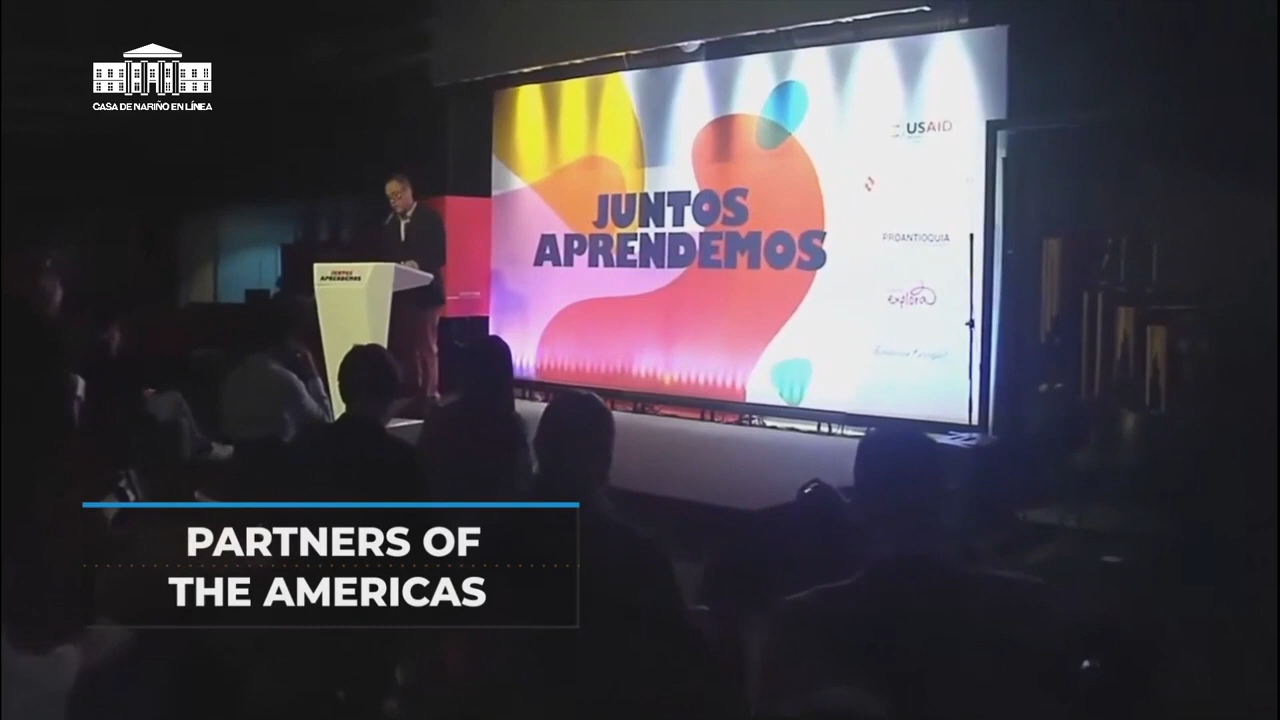 CASA DE NARIÑO EN LÍNEA
USAID
JUNTOS
APRENDEMOS
PROANTIOQUIA
explora
JUNTOS
APRENDEMOS
PARTNERS OF
THE AMERICAS